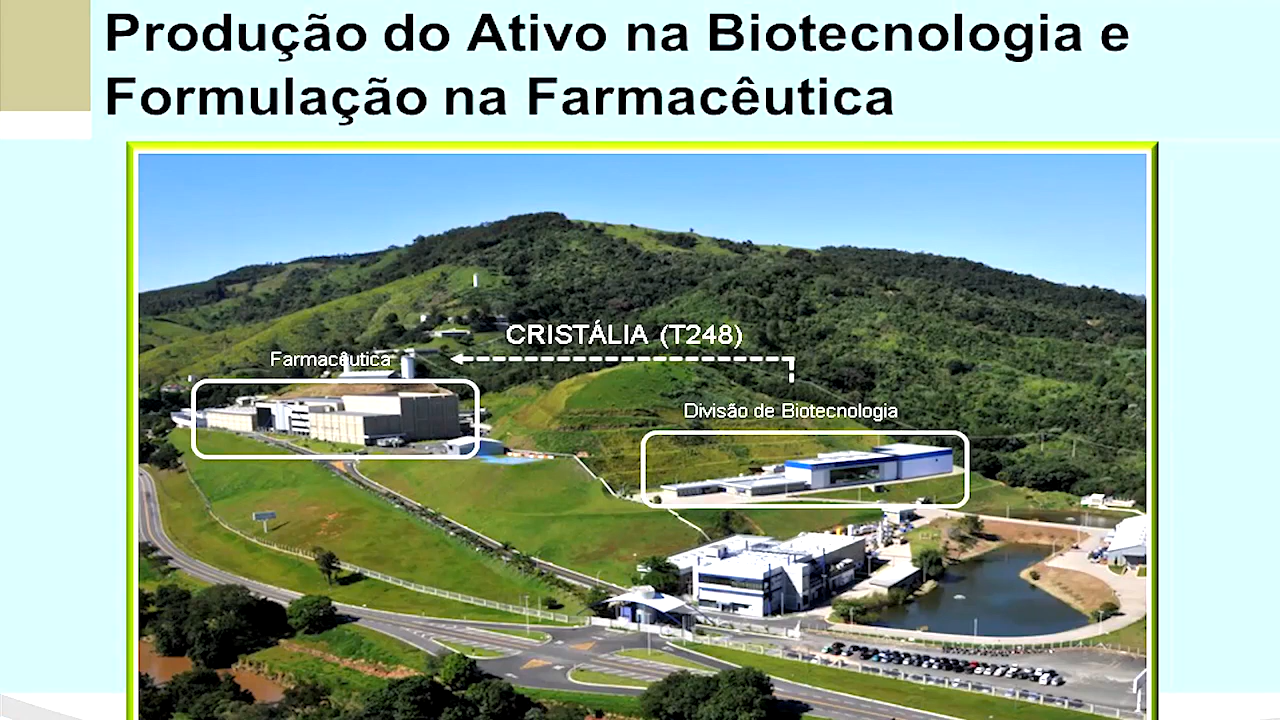 Produção do Ativo na Biotecnologia e
Formulação na Farmacêutica
CRISTÁLIA (T248)
Farmacêutica
Divisão de Biotecnologia